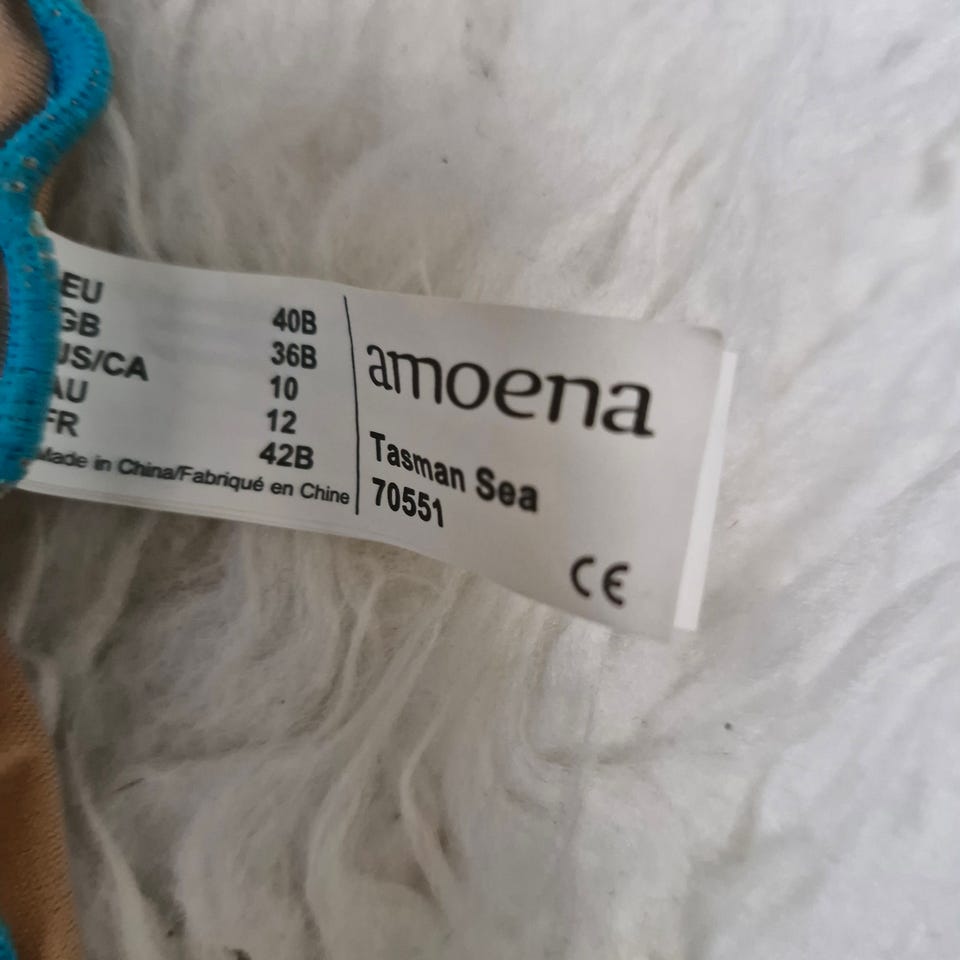 EU 40B
GB 36B
US/CA 10
AU 12
FR 42B
Made in China/Fabriqué en Chine
amoena
Tasman Sea
70551
CE